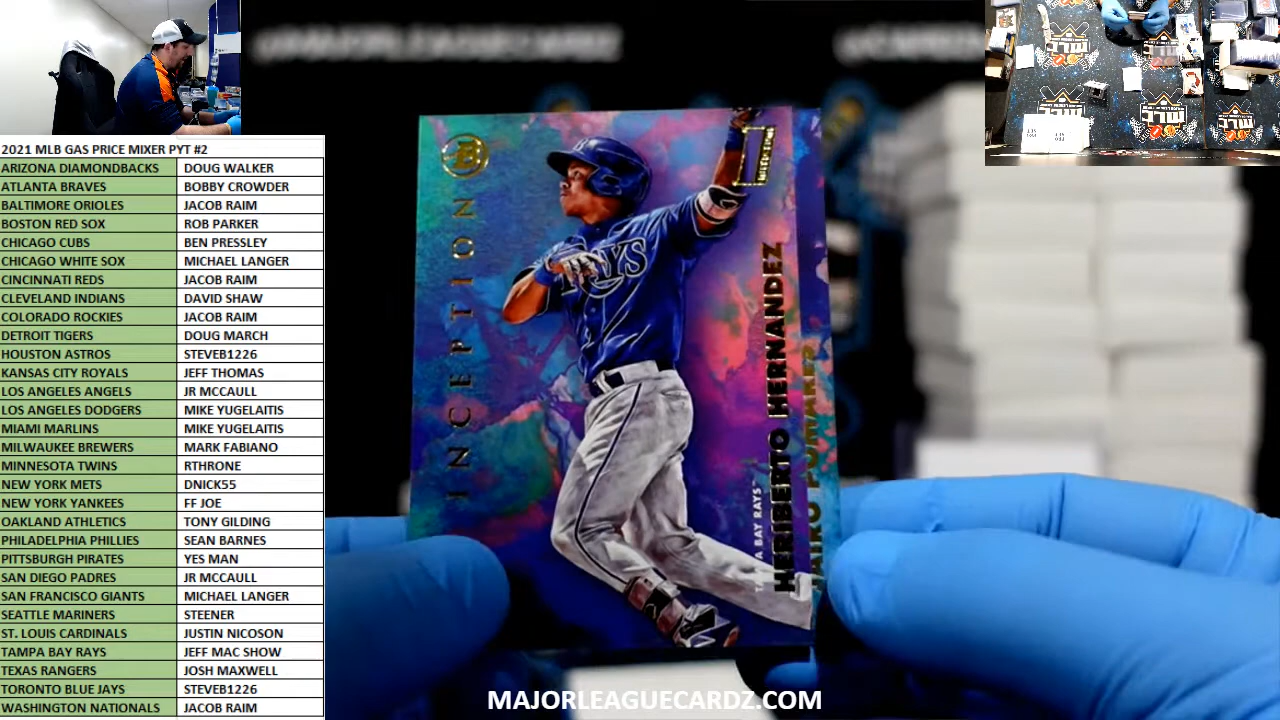 2021 MLB GAS PRICE MIXER PYT #2
ARIZONA DIAMONDBACKS DOUG WALKER
ATLANTA BRAVES BOBBY CROWDER
BALTIMORE ORIOLES JACOB RAIM
BOSTON RED SOX ROB PARKER
CHICAGO CUBS BEN PRESSLEY
CHICAGO WHITE SOX MICHAEL LANGER
CINCINNATI REDS JACOB RAIM
CLEVELAND INDIANS DAVID SHAW
COLORADO ROCKIES JACOB RAIM
DETROIT TIGERS DOUG MARCH
HOUSTON ASTROS STEVEB1226
KANSAS CITY ROYALS JEFF THOMAS
LOS ANGELES ANGELS JR MCCAULL
LOS ANGELES DODGERS MIKE YUGELAITIS
MIAMI MARLINS MIKE YUGELAITIS
MILWAUKEE BREWERS MARK FABIANO
MINNESOTA TWINS RTHRONE
NEW YORK METS DNICK55
NEW YORK YANKEES FF JOE
OAKLAND ATHLETICS TONY GILDING
PHILADELPHIA PHILLIES SEAN BARNES
PITTSBURGH PIRATES YES MAN
SAN DIEGO PADRES JR MCCAULL
SAN FRANCISCO GIANTS MICHAEL LANGER
SEATTLE MARINERS STEENER
ST. LOUIS CARDINALS JUSTIN NICOSON
TAMPA BAY RAYS JEFF MAC SHOW
TEXAS RANGERS JOSH MAXWELL
TORONTO BLUE JAYS STEVEB1226
WASHINGTON NATIONALS JACOB RAIM
INCEPTION
B
RAYS
BAY RAYS™
HERIBERTO HERNANDEZ
JAIRO POMARES
MAJORLEAGUECARDZ.COM